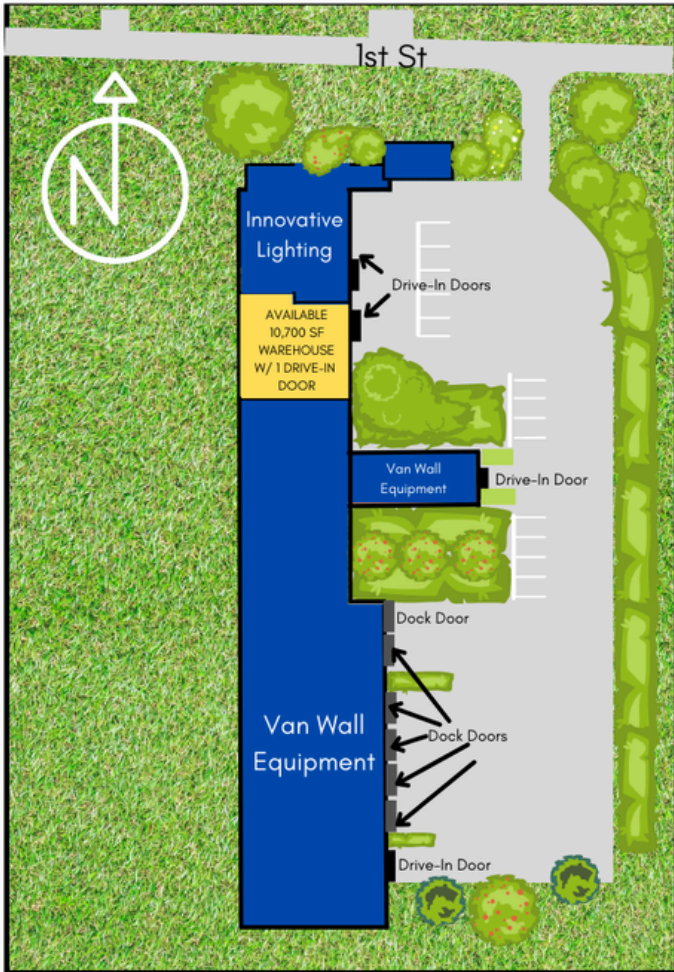 1st St
N
Innovative
Lighting
Drive-In Doors
AVAILABLE
10,700 SF
WAREHOUSE
W/ 1 DRIVE-IN
DOOR
Van Wall
Equipment
Drive-In Door
Dock Door
Van Wall
Equipment
Dock Doors
Drive-In Door